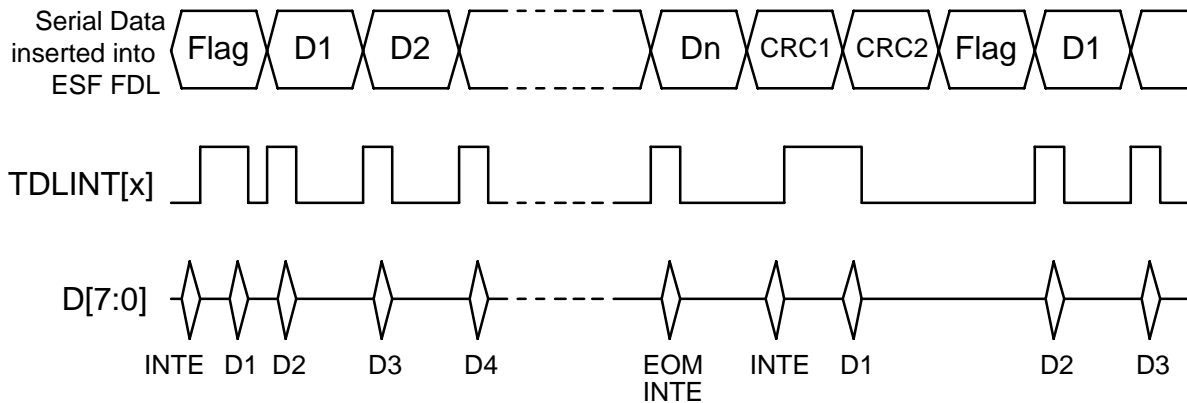 Serial Data
inserted into
ESF FDL
Flag D1 D2 Dn CRC1 CRC2 Flag D1
TDLINT[x]
D[7:0]
INTE D1 D2 D3 D4 EOM INTE D1 D2 D3
INTE